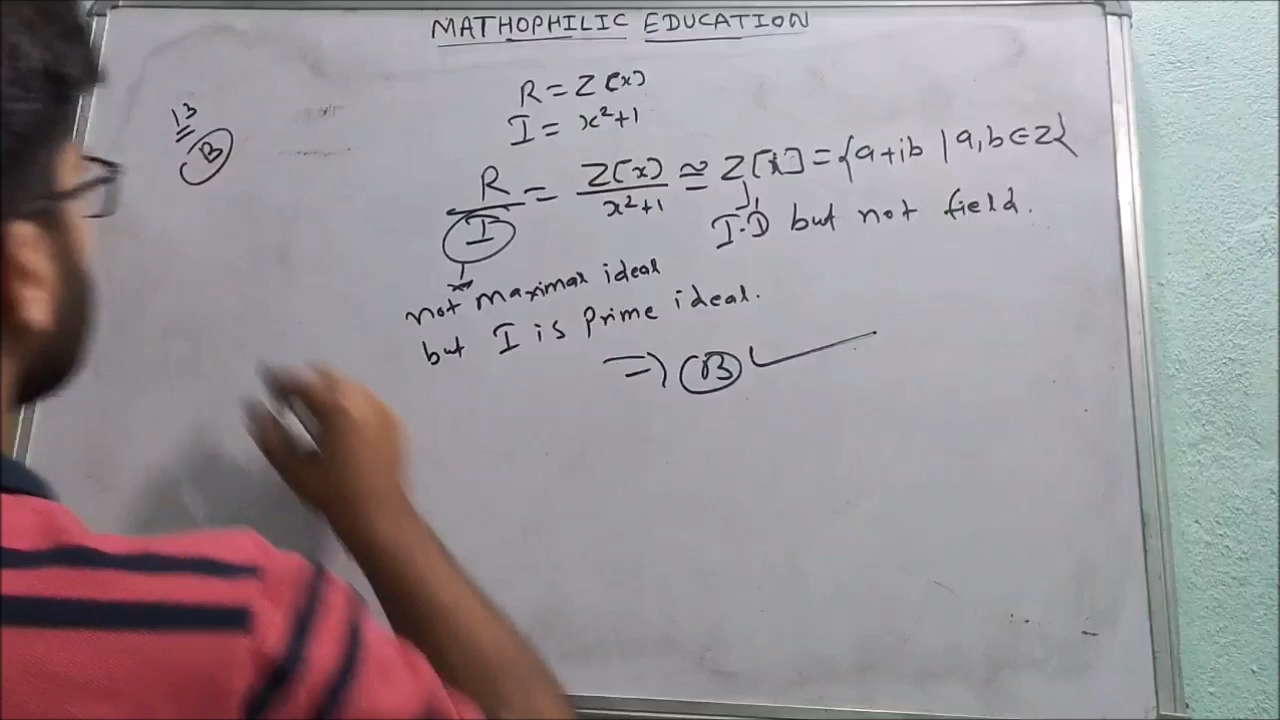 MATHOPHILIC EDUCATION
13
B
R = Z[x]
I = x²+1
R/I = Z[x]/x²+1 ≅ Z[i] = {a+ib | a,b ∈ Z}
I.D but not field.
not maximal ideal
but I is prime ideal.
⇒ B ✓